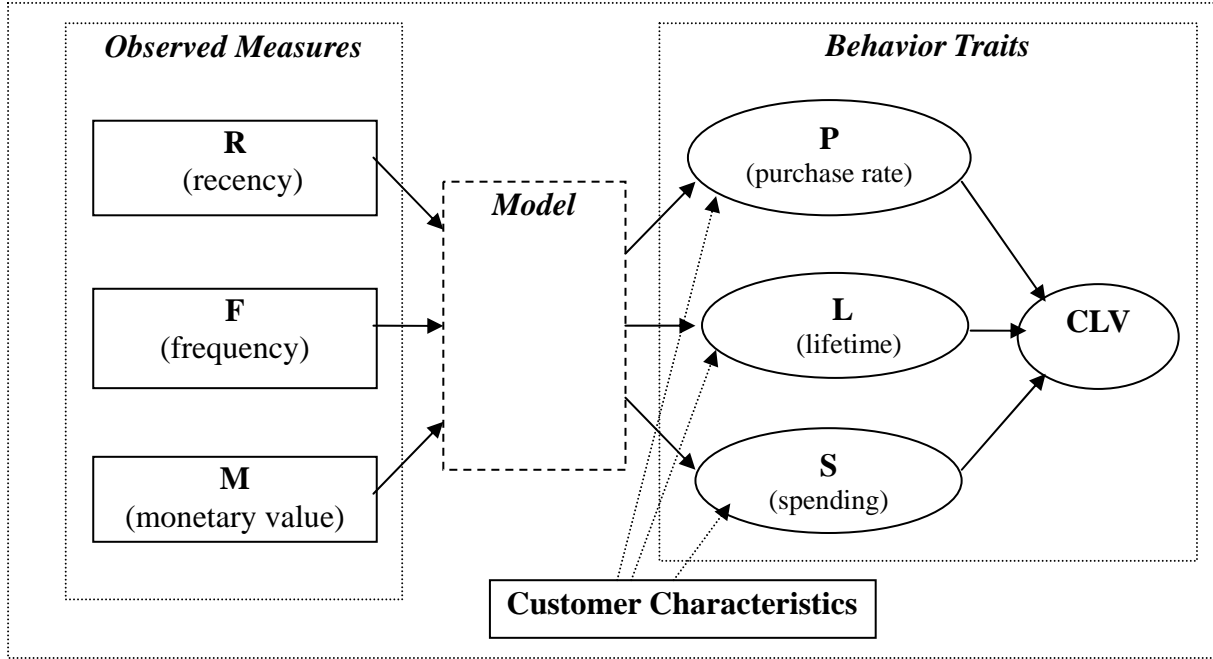 Observed Measures
R
(recency)
F
(frequency)
M
(monetary value)
Model
Behavior Traits
P
(purchase rate)
L
(lifetime)
S
(spending)
CLV
Customer Characteristics